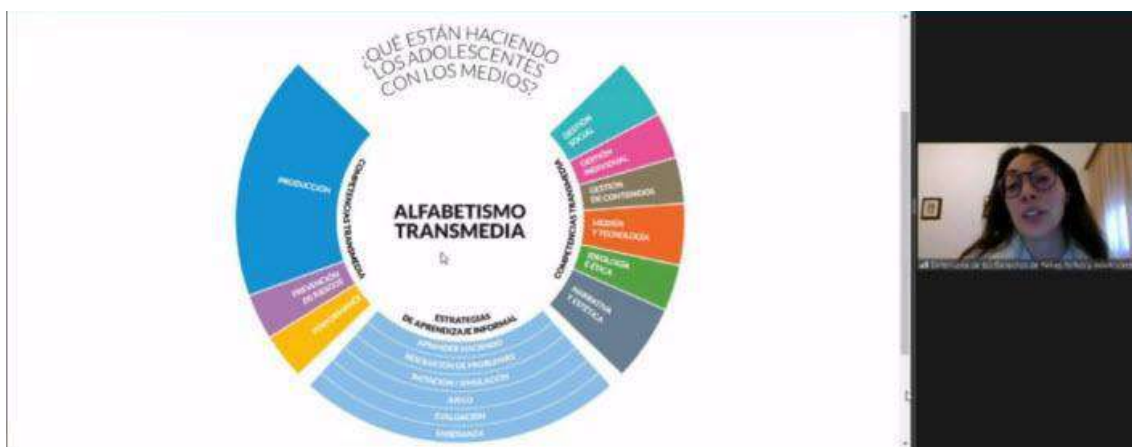 ¿QUÉ ESTÁN HACIENDO
LOS ADOLESCENTES
CON LOS MEDIOS?
PRODUCCIÓN
PREVENCIÓN
DE RIESGOS
PERFORMANCE
COMPETENCIAS TRANSMEDIA
ALFABETISMO
TRANSMEDIA
COMPETENCIAS TRANSMEDIA
GESTIÓN
SOCIAL
GESTIÓN
INDIVIDUAL
GESTIÓN
DE CONTENIDOS
MEDIOS
Y TECNOLOGÍA
IDEOLOGÍA
E ÉTICA
NARRATIVA
Y ESTÉTICA
ESTRATEGIAS
DE APRENDIZAJE INFORMAL
APRENDER HACIENDO
RESOLUCIÓN DE PROBLEMAS
IMITACIÓN / SIMULACIÓN
JUEGO
EVALUACIÓN
ENSEÑANZA